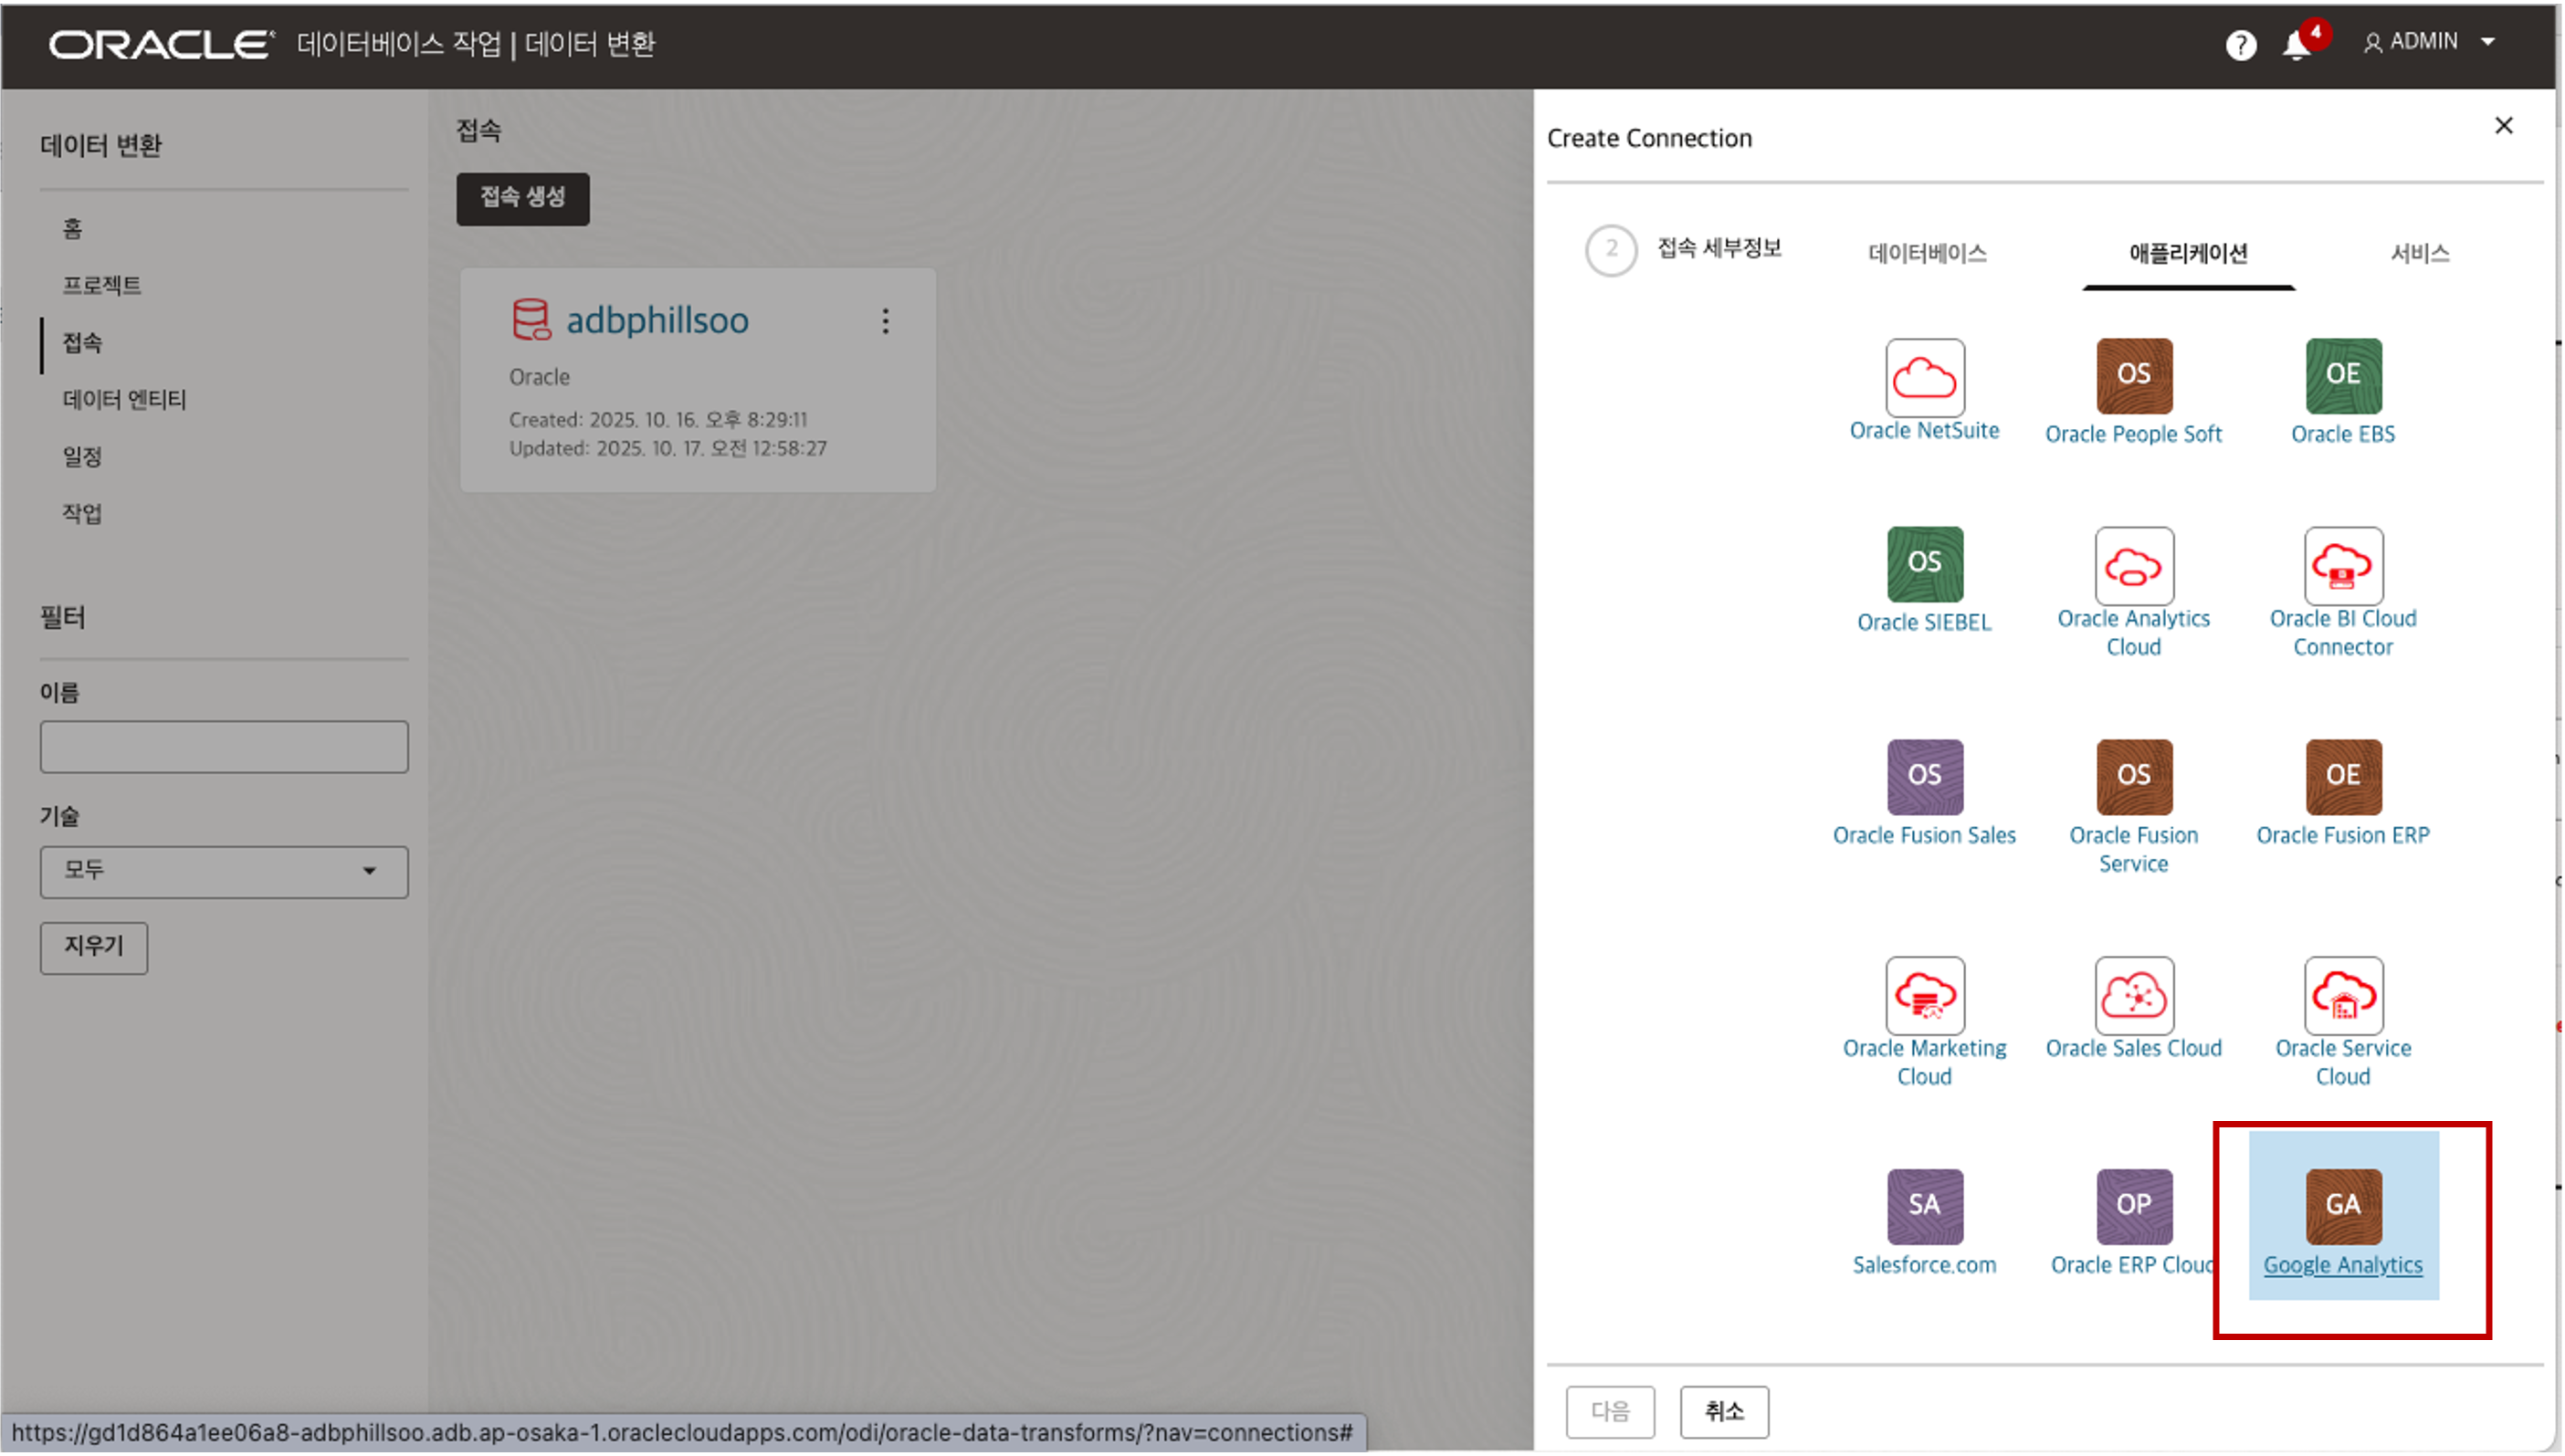 ORACLE 데이터베이스 작업 | 데이터 변환
4
ADMIN
데이터 변환
홈
프로젝트
접속
데이터 엔티티
일정
작업
필터
이름
기술
모두
지우기
접속
접속 생성
adbphillsoo
Oracle
Created: 2025. 10. 16. 오후 8:29:11
Updated: 2025. 10. 17. 오전 12:58:27
Create Connection
2 접속 세부정보
데이터베이스 애플리케이션 서비스
OS OE
Oracle NetSuite Oracle People Soft Oracle EBS
OS
Oracle SIEBEL
Oracle Analytics
Cloud
Oracle BI Cloud
Connector
OS OS OE
Oracle Fusion Sales
Oracle Fusion
Service
Oracle Fusion ERP
Oracle Marketing
Cloud
Oracle Sales Cloud
Oracle Service
Cloud
SA OP GA
Salesforce.com Oracle ERP Cloud Google Analytics
다음 취소
https://gd1d864a1ee06a8-adbphillsoo.adb.ap-osaka-1.oraclecloudapps.com/odi/oracle-data-transforms/?nav=connections#